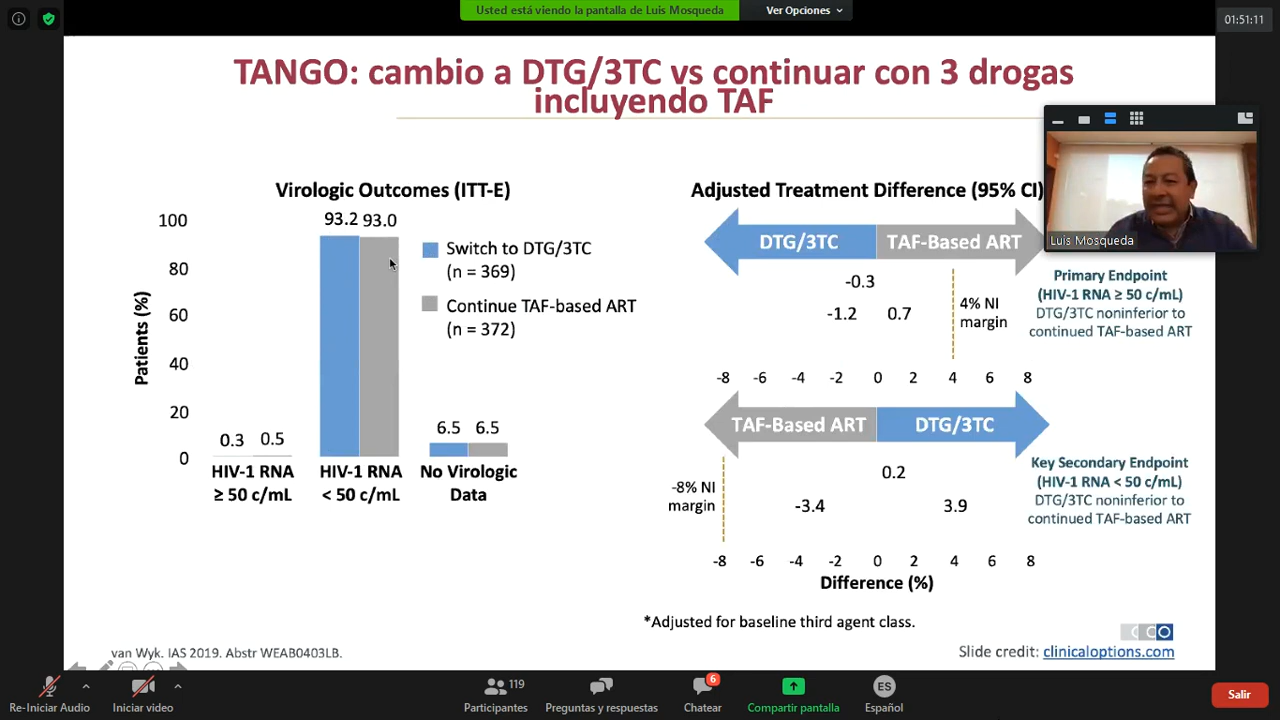 Usted está viendo la pantalla de Luis Mosqueda
Ver Opciones
01:51:11
TANGO: cambio a DTG/3TC vs continuar con 3 drogas
incluyendo TAF
Luis Mosqueda
Virologic Outcomes (ITT-E)
100
80
60
40
20
0
Patients (%)
93.2
93.0
0.3
0.5
6.5
6.5
HIV-1 RNA
≥ 50 c/mL
HIV-1 RNA
< 50 c/mL
No Virologic
Data
Switch to DTG/3TC
(n = 369)
Continue TAF-based ART
(n = 372)
Adjusted Treatment Difference (95% CI)
DTG/3TC
TAF-Based ART
-0.3
-1.2
0.7
4% NI
margin
-8 -6 -4 -2 0 2 4 6 8
Primary Endpoint
(HIV-1 RNA ≥ 50 c/mL)
DTG/3TC noninferior to
continued TAF-based ART
TAF-Based ART
DTG/3TC
0.2
-8% NI
margin
-3.4
3.9
-8 -6 -4 -2 0 2 4 6 8
Difference (%)
Key Secondary Endpoint
(HIV-1 RNA < 50 c/mL)
DTG/3TC noninferior to
continued TAF-based ART
*Adjusted for baseline third agent class.
CCO
van Wyk. IAS 2019. Abstr WEAB0403LB.
Slide credit: clinicaloptions.com
Re-Iniciar Audio
Iniciar video
119
Participantes
Preguntas y respuestas
6
Chatear
Compartir pantalla
ES
Español
Salir